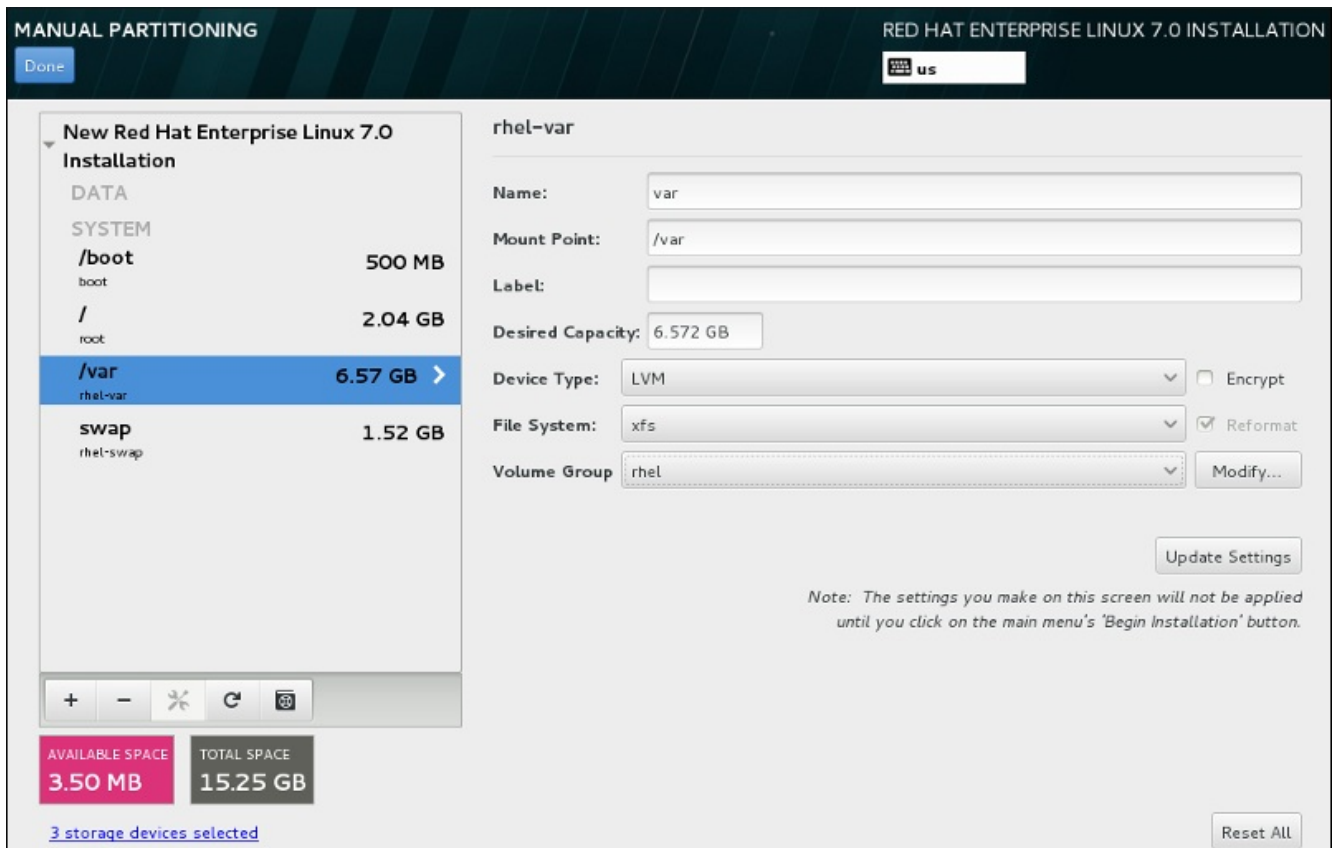 MANUAL PARTITIONING
RED HAT ENTERPRISE LINUX 7.0 INSTALLATION
Done
us
New Red Hat Enterprise Linux 7.0
Installation
DATA
SYSTEM
/boot
500 MB
boot
/
2.04 GB
root
/var
6.57 GB
rhel-var
swap
1.52 GB
rhel-swap
+ −
AVAILABLE SPACE
3.50 MB
TOTAL SPACE
15.25 GB
3 storage devices selected
rhel-var
Name: var
Mount Point: /var
Label:
Desired Capacity: 6.572 GB
Device Type: LVM Encrypt
File System: xfs Reformat
Volume Group rhel Modify...
Update Settings
Note: The settings you make on this screen will not be applied
until you click on the main menu's 'Begin Installation' button.
Reset All